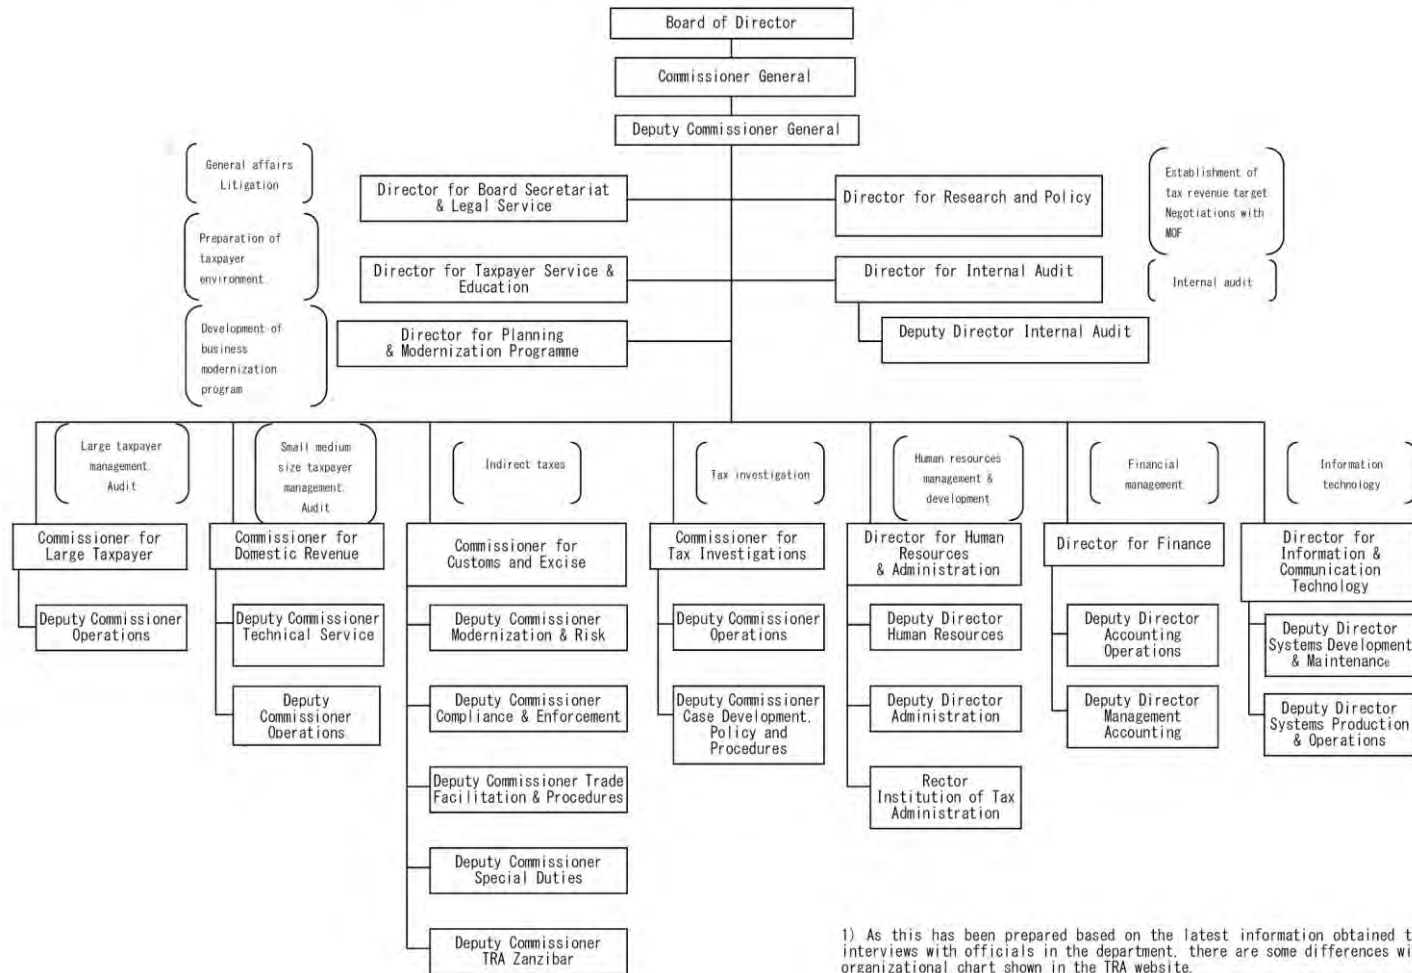 Board of Director
Commissioner General
Deputy Commissioner General
General affairs
Litigation
Director for Board Secretariat
& Legal Service
Director for Research and Policy
Establishment of
tax revenue target
Negotiations with
MOF
Preparation of
taxpayer
environment
Director for Taxpayer Service &
Education
Director for Internal Audit
Internal audit
Development of
business
modernization
program
Director for Planning
& Modernization Programme
Deputy Director Internal Audit
Large taxpayer
management.
Audit
Small medium
size taxpayer
management.
Audit
Indirect taxes
Tax investigation
Human resources
management &
development
Financial
management
Information
technology
Commissioner for
Large Taxpayer
Commissioner for
Domestic Revenue
Commissioner for
Customs and Excise
Commissioner for
Tax Investigations
Director for Human
Resources
& Administration
Director for Finance
Director for
Information &
Communication
Technology
Deputy Commissioner
Operations
Deputy Commissioner
Technical Service
Deputy Commissioner
Modernization & Risk
Deputy Commissioner
Operations
Deputy Director
Human Resources
Deputy Director
Accounting
Operations
Deputy Director
Systems Development
& Maintenance
Deputy
Commissioner
Operations
Deputy Commissioner
Compliance & Enforcement
Deputy Commissioner
Case Development,
Policy and
Procedures
Deputy Director
Administration
Deputy Director
Management
Accounting
Deputy Director
Systems Production
& Operations
Deputy Commissioner Trade
Facilitation & Procedures
Rector
Institution of Tax
Administration
Deputy Commissioner
Special Duties
Deputy Commissioner
TRA Zanzibar
1) As this has been prepared based on the latest information obtained t
interviews with officials in the department, there are some differences wi
organizational chart shown in the TRA website.